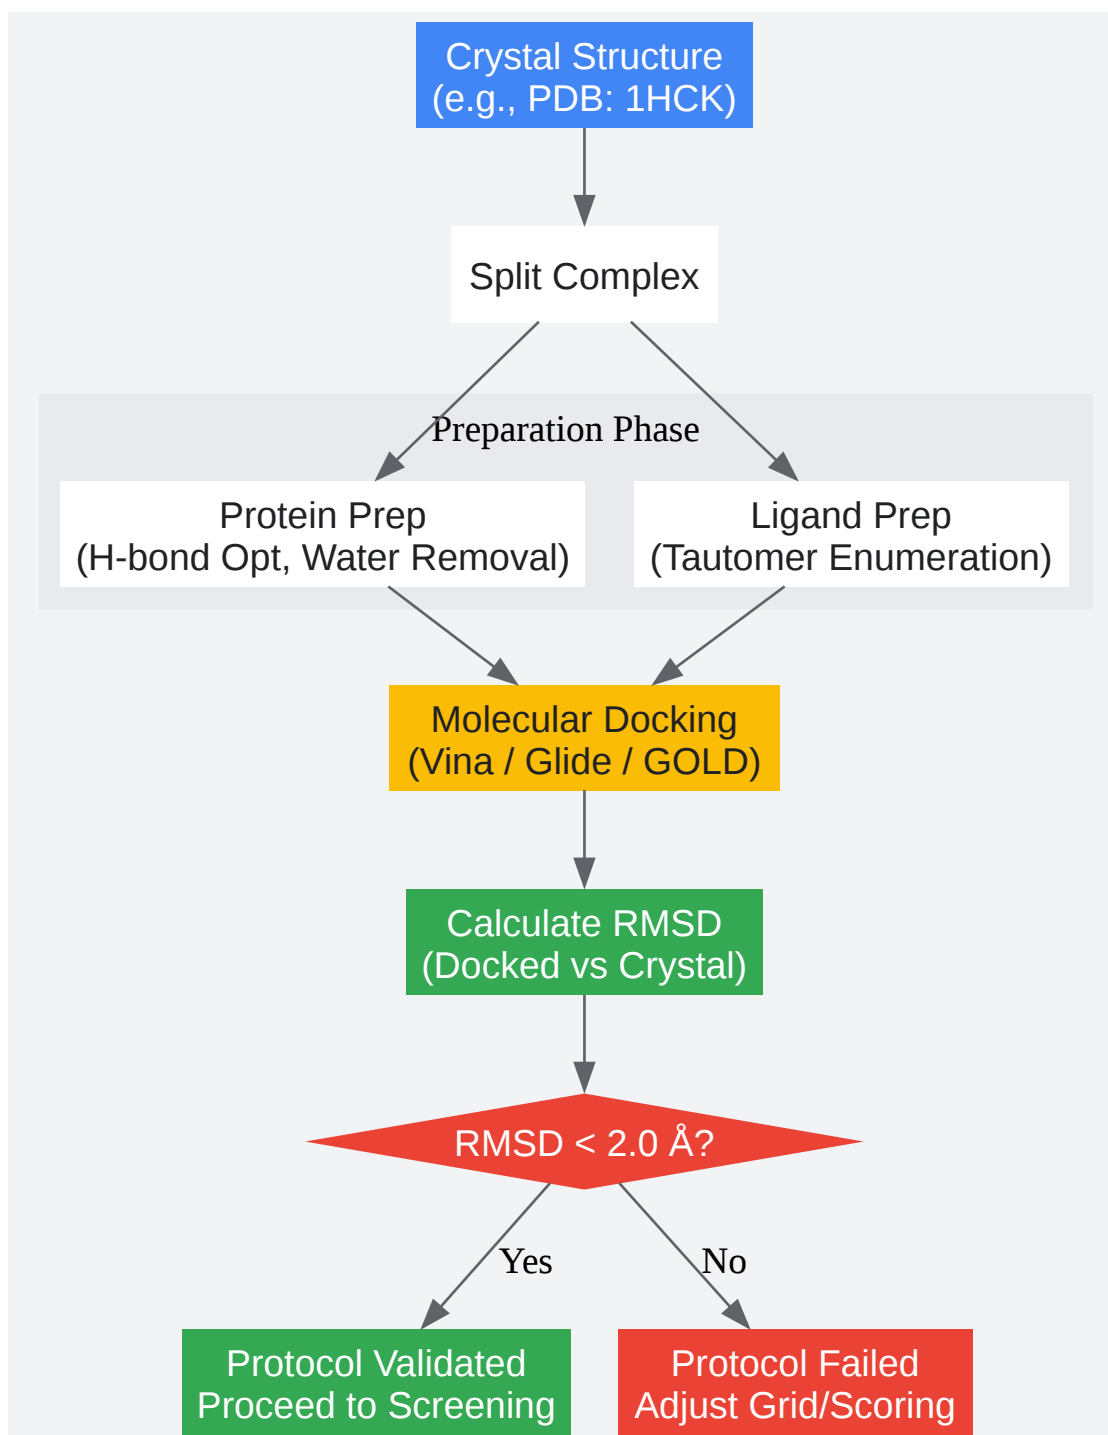 Crystal Structure
(e.g., PDB: 1HCK)
Split Complex
Preparation Phase
Protein Prep
(H-bond Opt, Water Removal)
Ligand Prep
(Tautomer Enumeration)
Molecular Docking
(Vina / Glide / GOLD)
Calculate RMSD
(Docked vs Crystal)
RMSD < 2.0 Å?
Yes
No
Protocol Validated
Proceed to Screening
Protocol Failed
Adjust Grid/Scoring